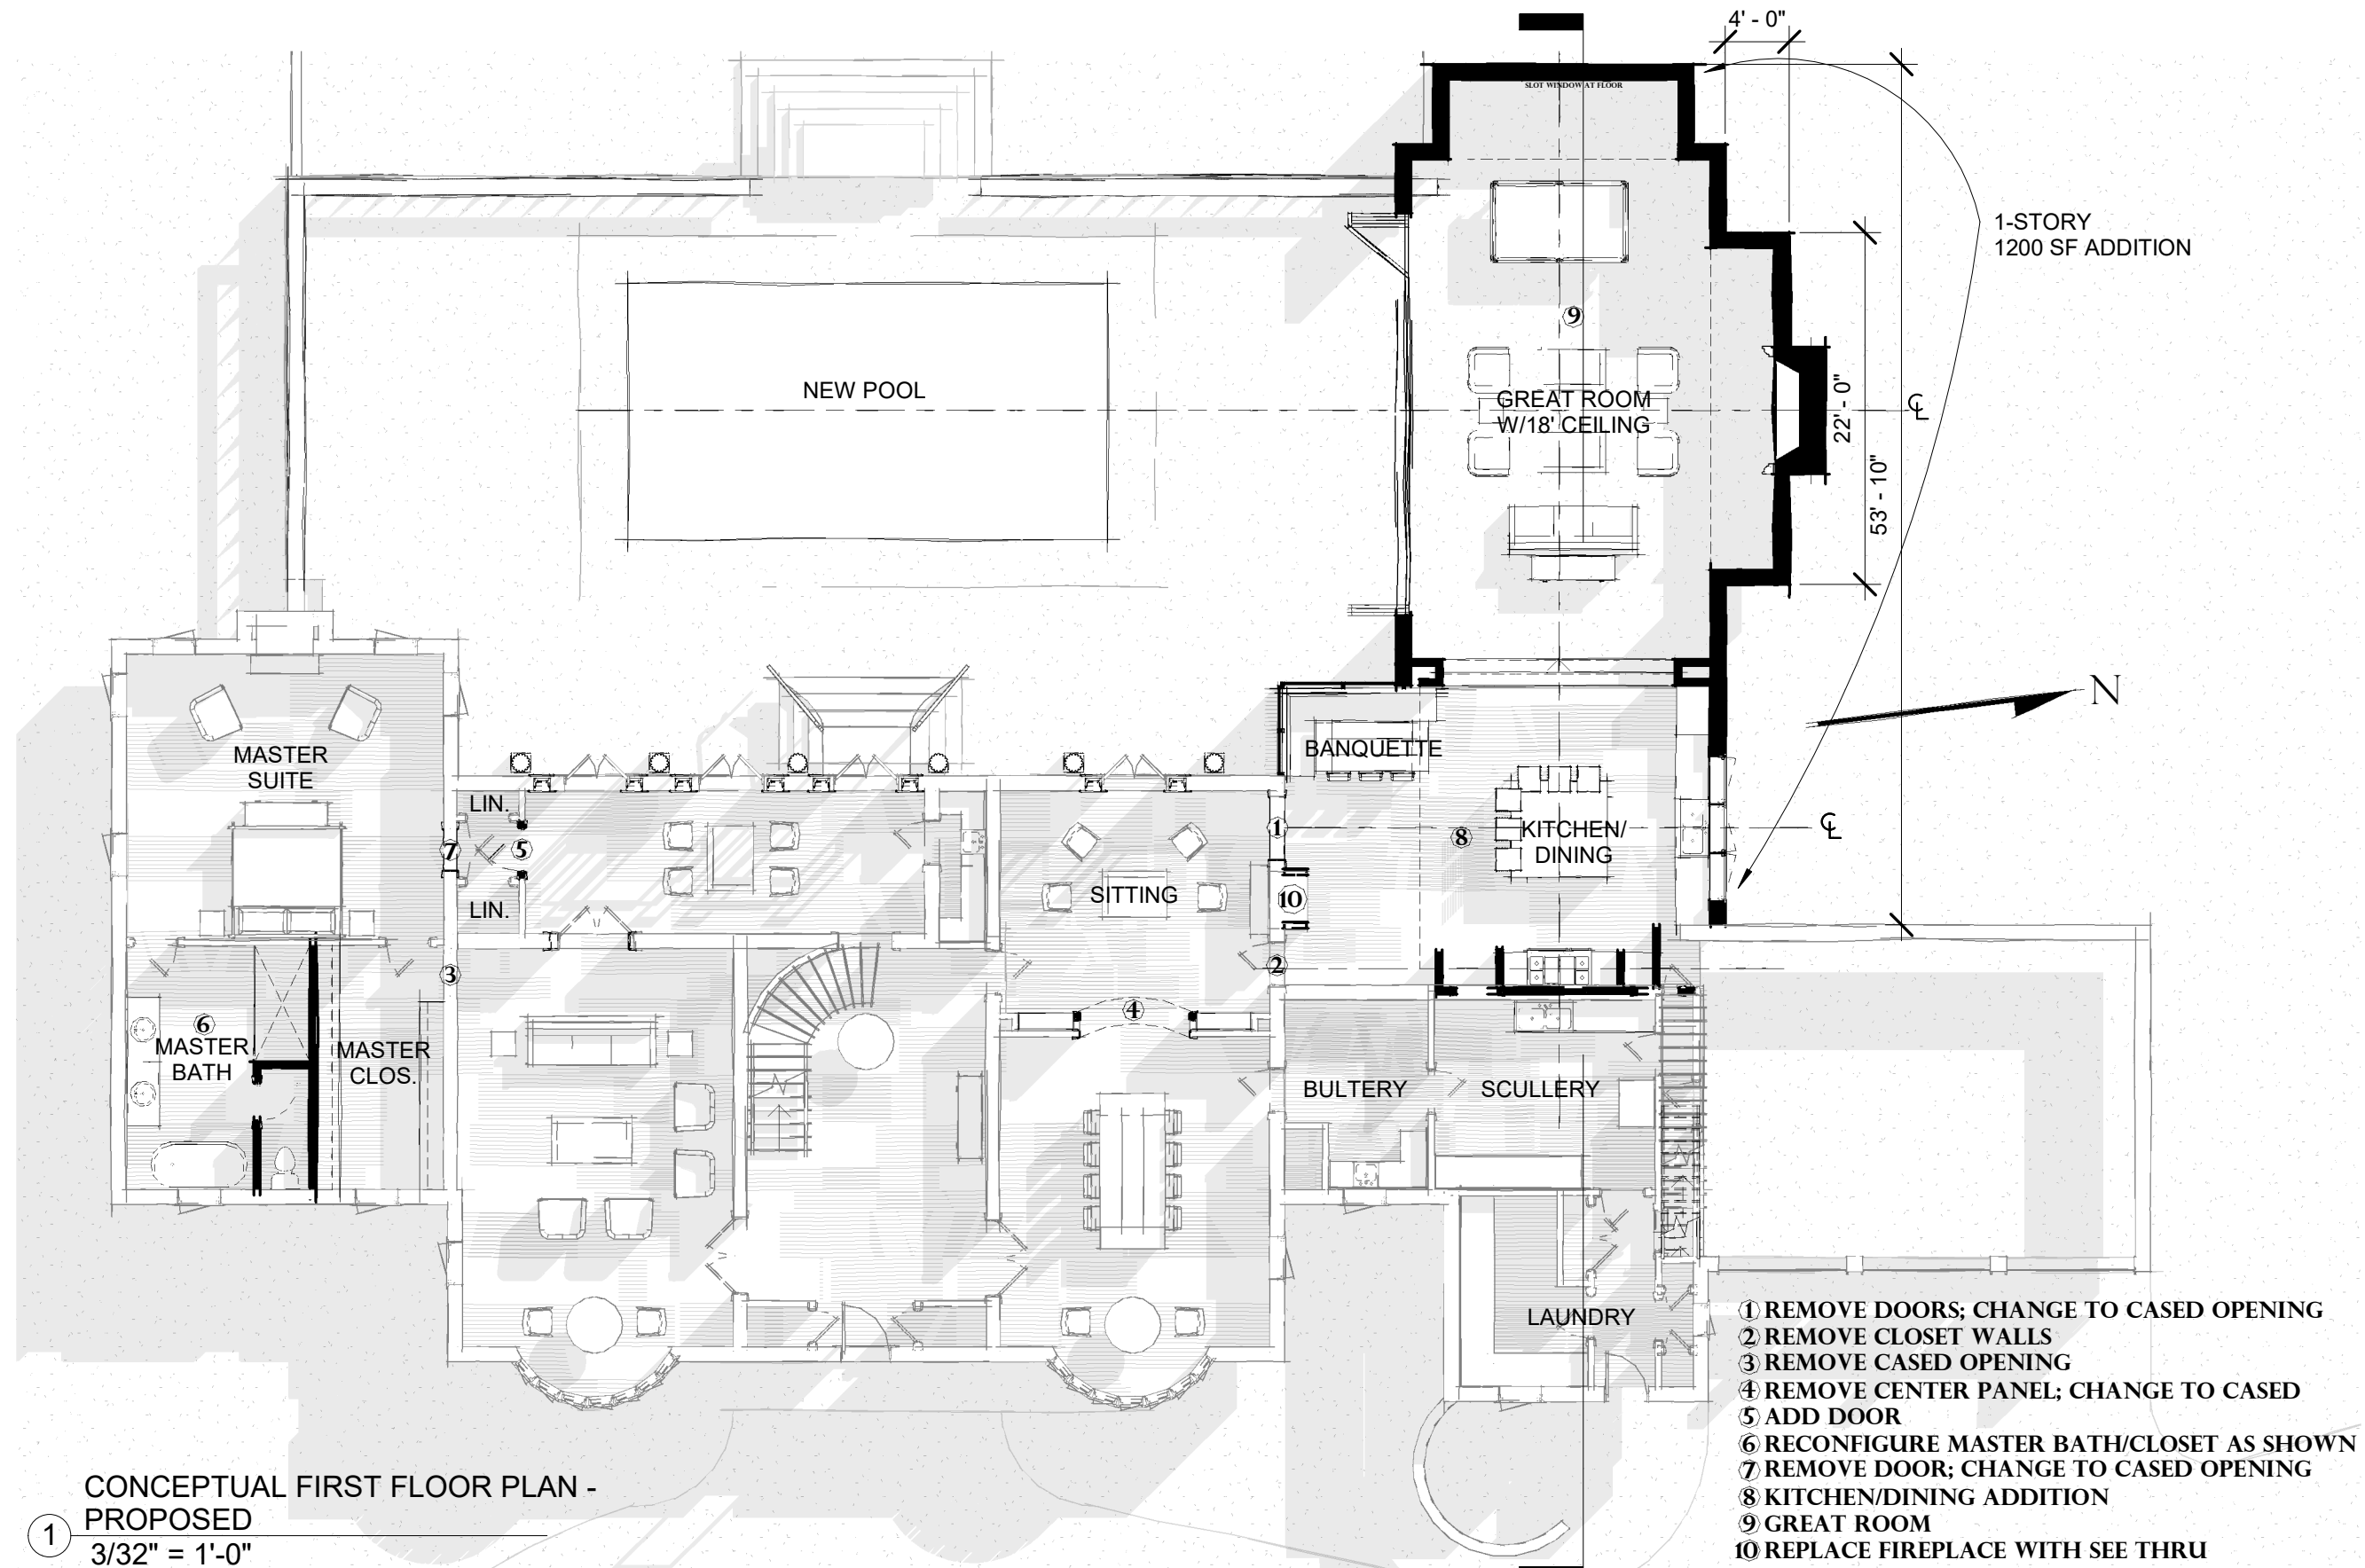 4' - 0"
SLOT WINDOW AT FLOOR
1-STORY
1200 SF ADDITION
9
NEW POOL
GREAT ROOM
W/18' CEILING
22' - 0"
53' - 10"
CL
N
MASTER
SUITE
BANQUETTE
LIN.
1
8
KITCHEN/
DINING
CL
7
5
SITTING
10
LIN.
3
2
4
6
MASTER
BATH
MASTER
CLOS.
BULTERY
SCULLERY
LAUNDRY
1 REMOVE DOORS; CHANGE TO CASED OPENING
2 REMOVE CLOSET WALLS
3 REMOVE CASED OPENING
4 REMOVE CENTER PANEL; CHANGE TO CASED
5 ADD DOOR
6 RECONFIGURE MASTER BATH/CLOSET AS SHOWN
7 REMOVE DOOR; CHANGE TO CASED OPENING
8 KITCHEN/DINING ADDITION
9 GREAT ROOM
10 REPLACE FIREPLACE WITH SEE THRU
1
CONCEPTUAL FIRST FLOOR PLAN -
PROPOSED
3/32" = 1'-0"